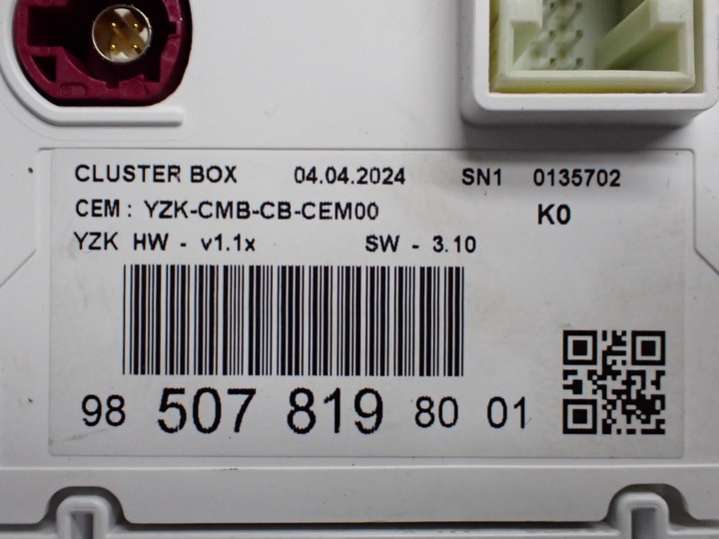 CLUSTER BOX 04.04.2024 SN1 0135702
CEM : YZK-CMB-CB-CEM00 K0
YZK HW - v1.1x SW - 3.10
98 507 819 80 01